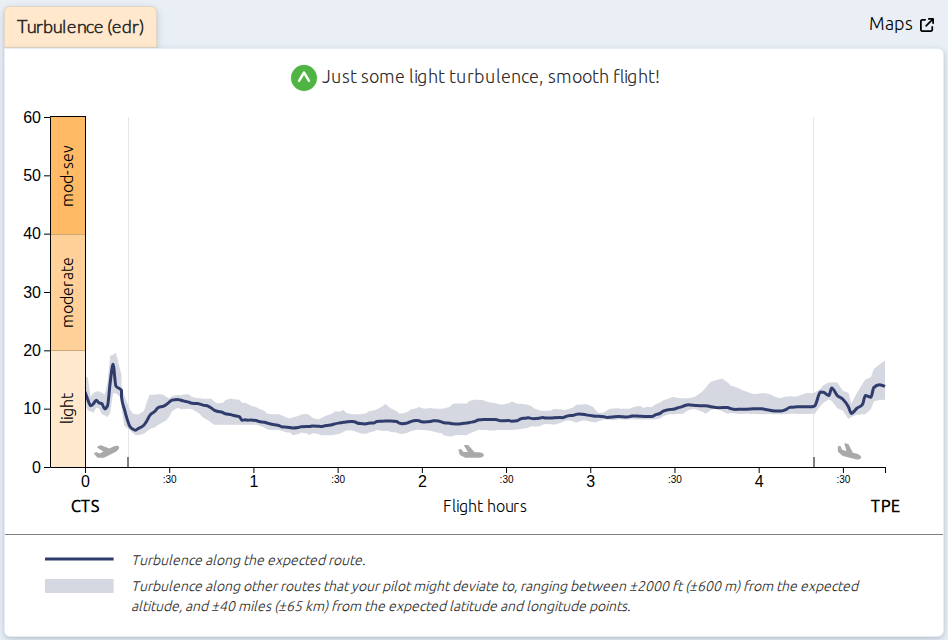 Turbulence (edr)
Maps
Just some light turbulence, smooth flight!
60
50
40
30
20
10
0
mod-sev
moderate
light
0 :30 1 :30 2 :30 3 :30 4 :30
CTS Flight hours TPE
Turbulence along the expected route.
Turbulence along other routes that your pilot might deviate to, ranging between ±2000 ft (±600 m) from the expected
altitude, and ±40 miles (±65 km) from the expected latitude and longitude points.